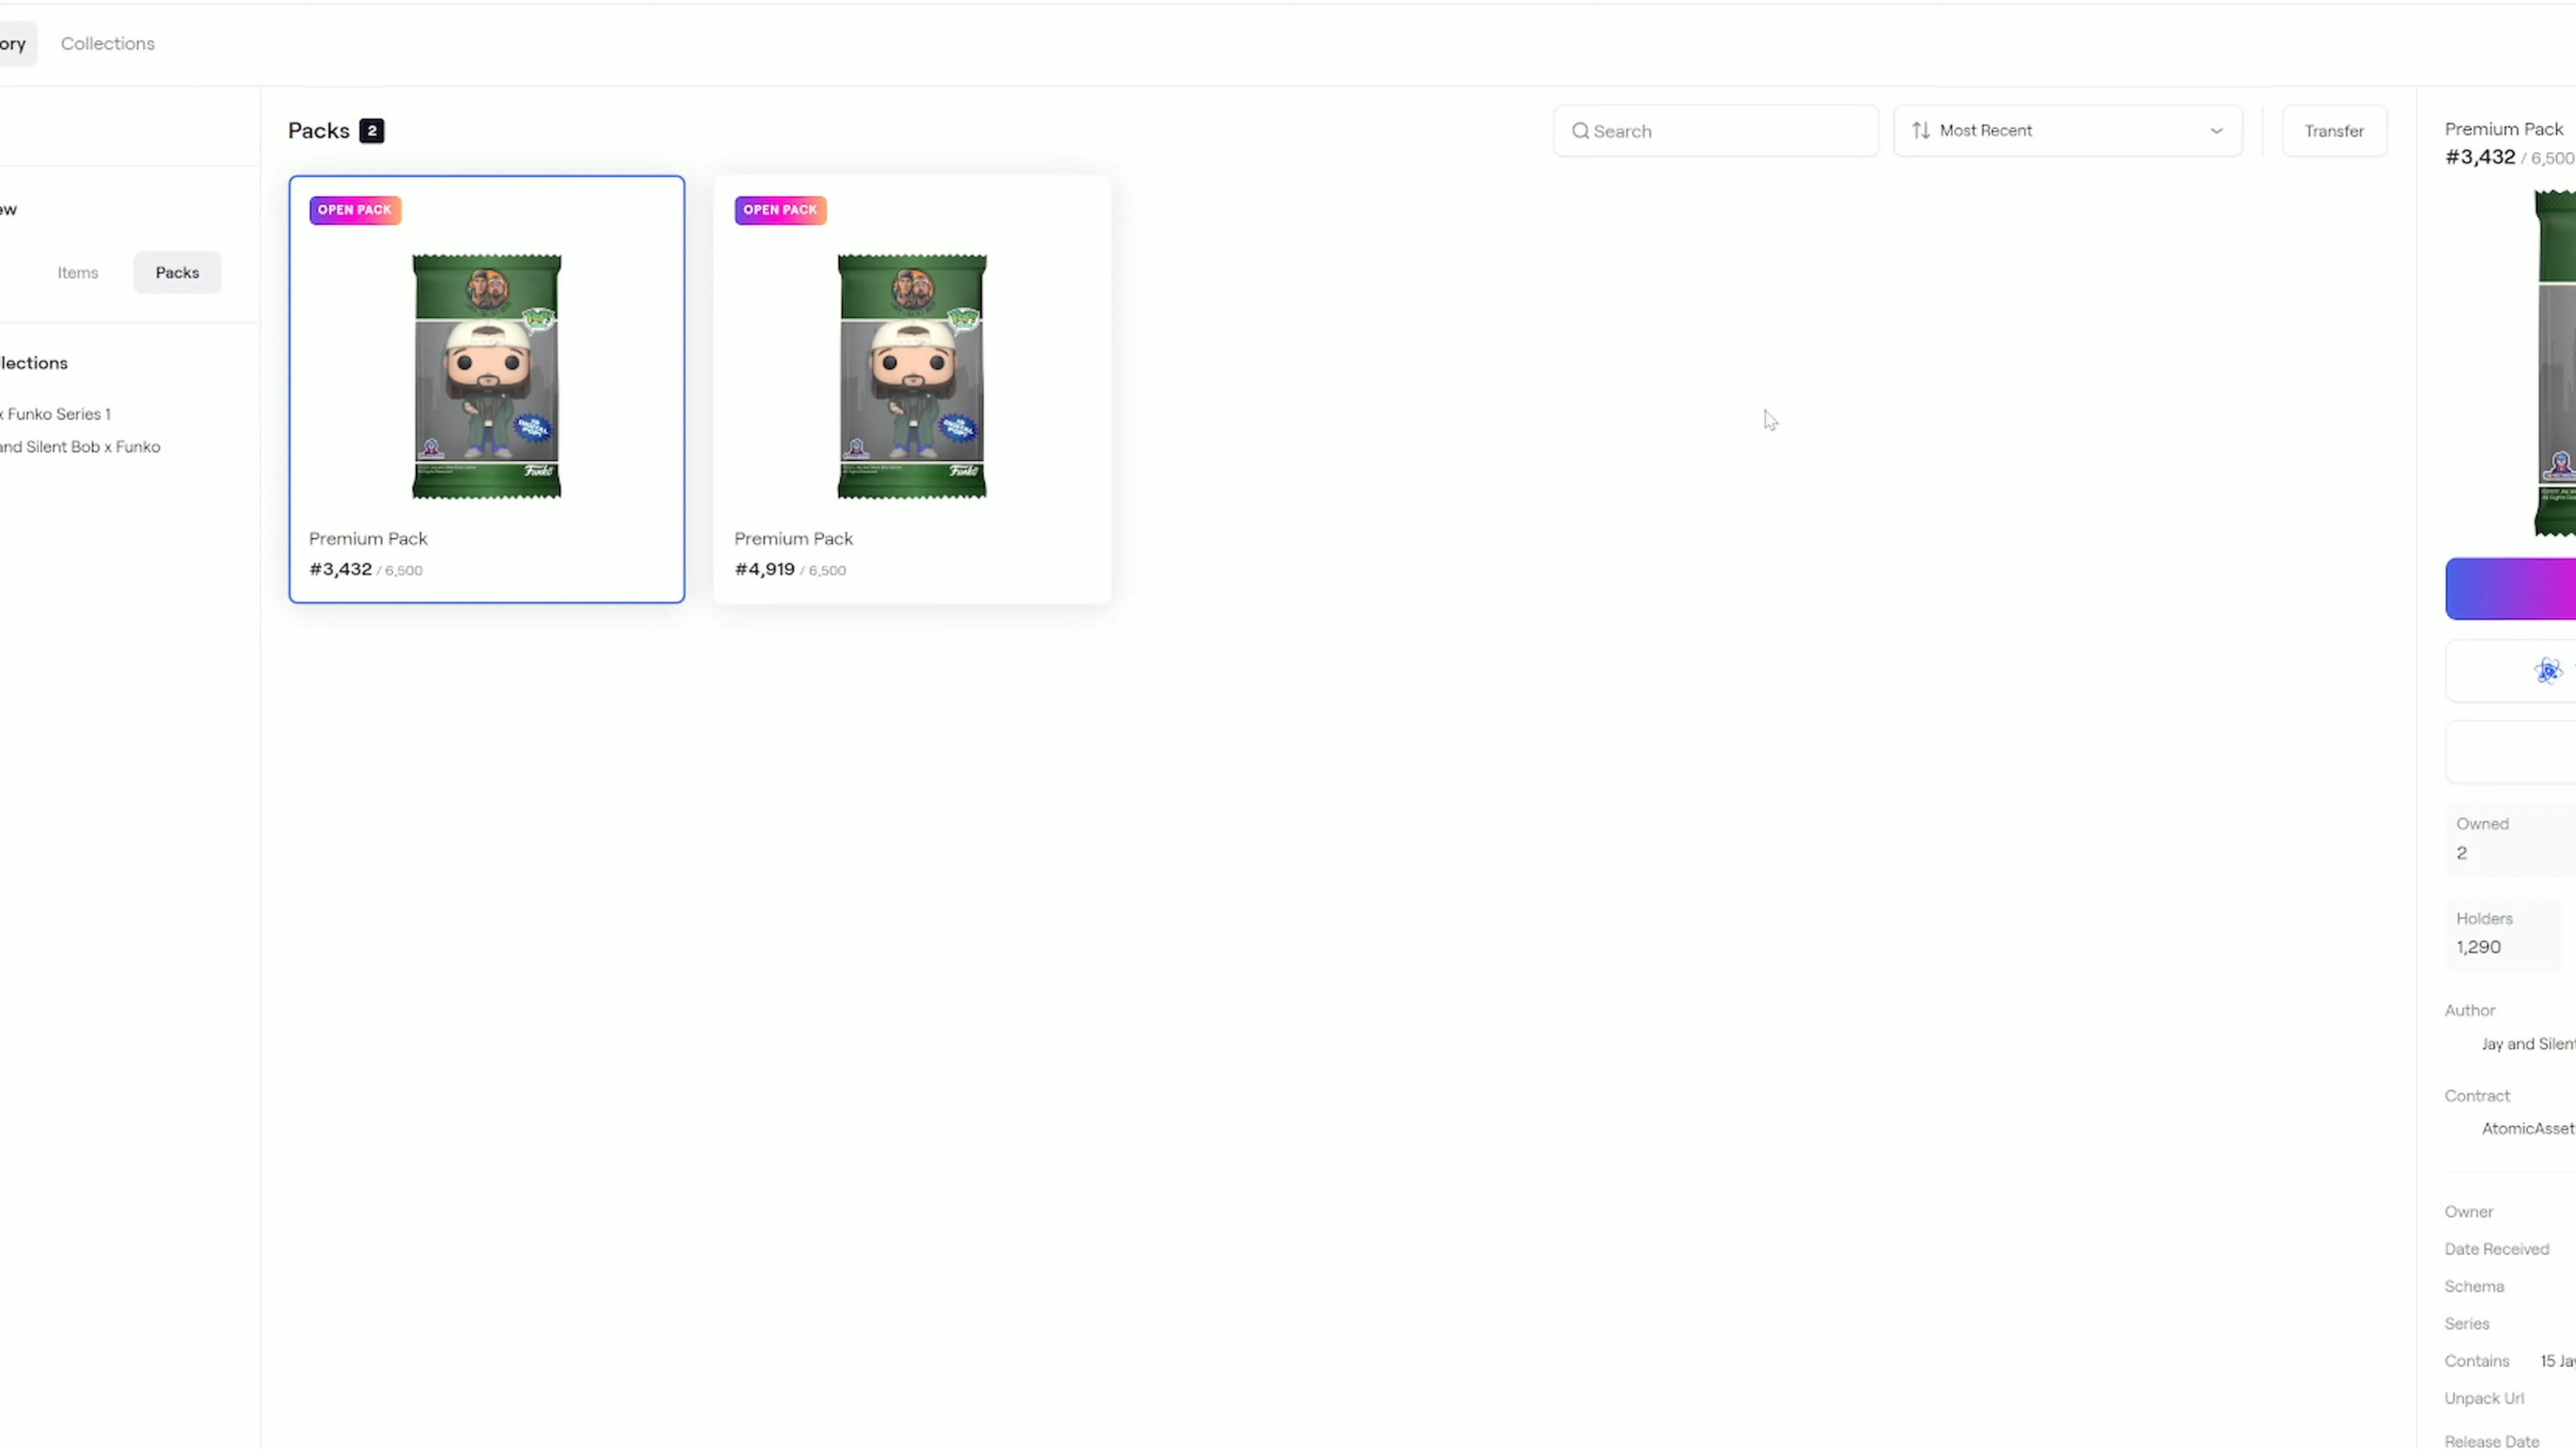 ory
Collections
Packs 2
Search
Most Recent
Transfer
ew
Items
Packs
llections
x Funko Series 1
and Silent Bob x Funko
OPEN PACK
Funko
Premium Pack
#3,432 / 6,500
OPEN PACK
Funko
Premium Pack
#4,919 / 6,500
Premium Pack
#3,432 / 6,500
Owned
2
Holders
1,290
Author
Jay and Silent
Contract
AtomicAsset
Owner
Date Received
Schema
Series
Contains 15 Ja
Unpack Url
Release Date